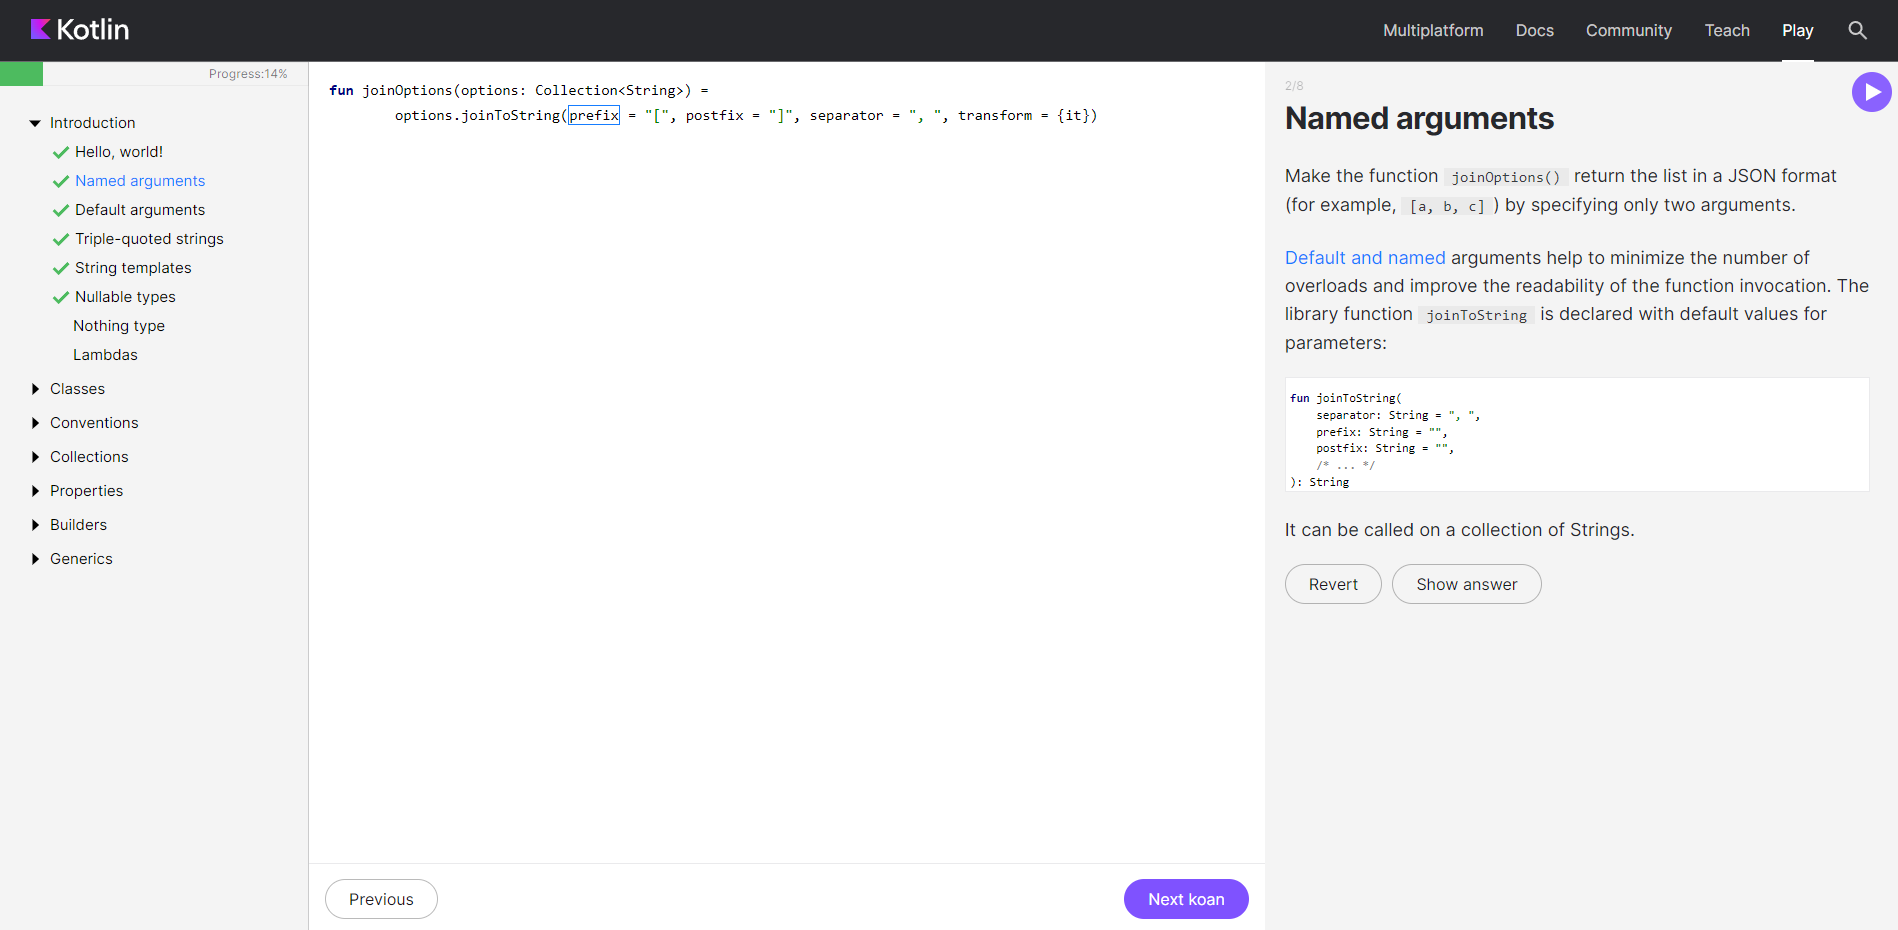 Kotlin
Multiplatform Docs Community Teach Play
Progress:14%
Introduction
Hello, world!
Named arguments
Default arguments
Triple-quoted strings
String templates
Nullable types
Nothing type
Lambdas
Classes
Conventions
Collections
Properties
Builders
Generics
fun joinOptions(options: Collection<String>) =
        options.joinToString(prefix = "[", postfix = "]", separator = ", ", transform = {it})
Previous
Next koan
2/8
Named arguments
Make the function joinOptions() return the list in a JSON format
(for example, [a, b, c] ) by specifying only two arguments.
Default and named arguments help to minimize the number of
overloads and improve the readability of the function invocation. The
library function joinToString is declared with default values for
parameters:
fun joinToString(
    separator: String = ", ",
    prefix: String = "",
    postfix: String = "",
    /* ... */
): String
It can be called on a collection of Strings.
Revert
Show answer